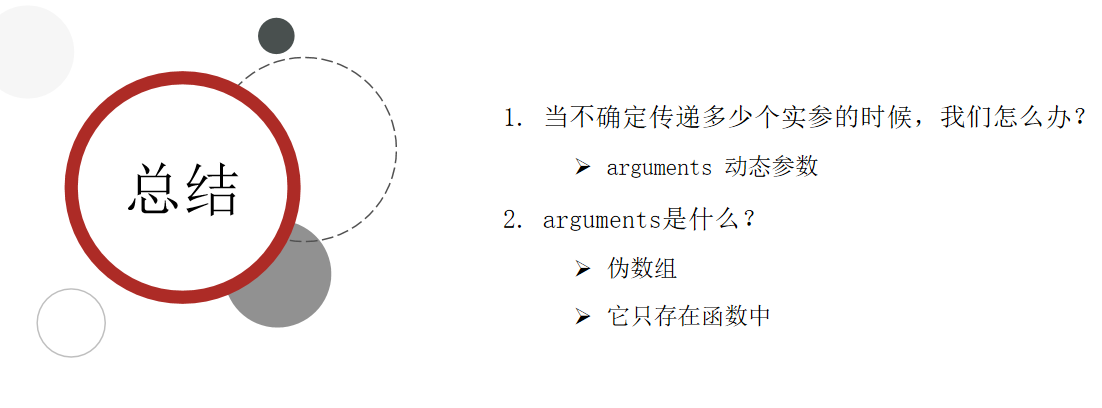 总结
1. 当不确定传递多少个实参的时候，我们怎么办？
➢ arguments 动态参数
2. arguments是什么？
➢ 伪数组
➢ 它只存在函数中